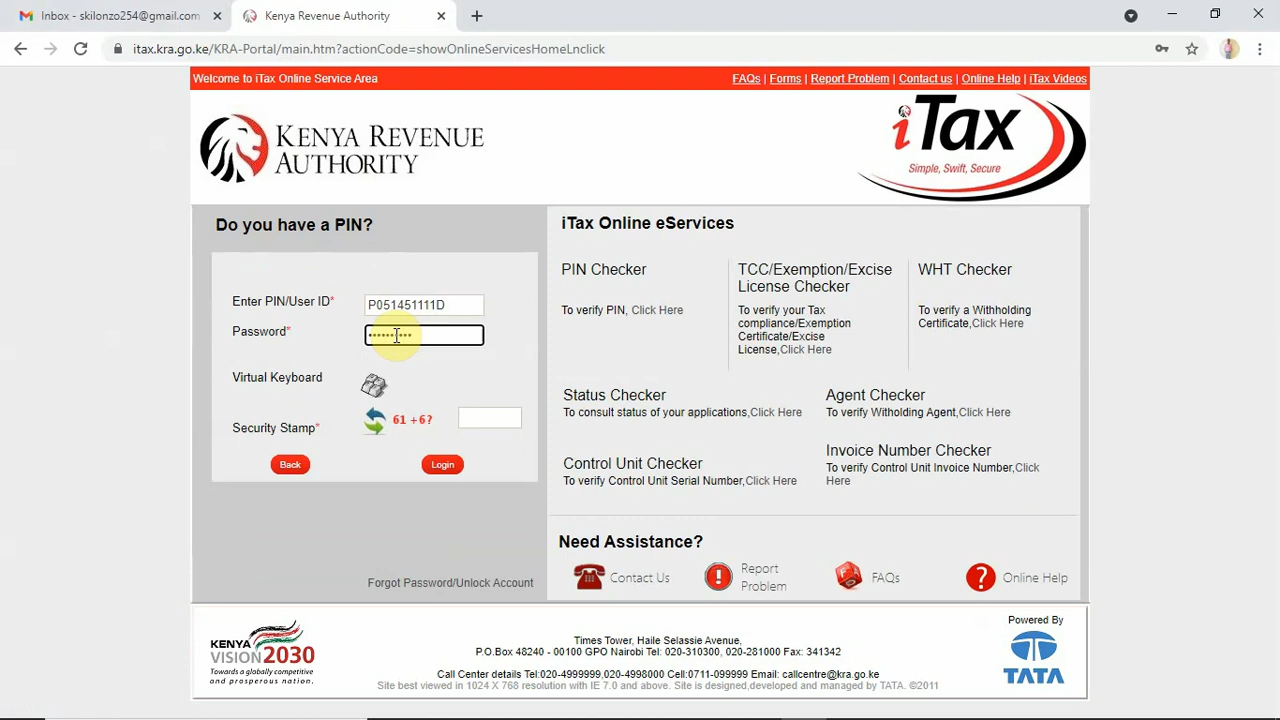 Inbox - skilonzo254@gmail.com
Kenya Revenue Authority
itax.kra.go.ke/KRA-Portal/main.htm?actionCode=showOnlineServicesHomeLnclick
Welcome to iTax Online Service Area
FAQs | Forms | Report Problem | Contact us | Online Help | iTax Videos
KENYA REVENUE
AUTHORITY
iTax
Simple, Swift, Secure
Do you have a PIN?
Enter PIN/User ID*
P051451111D
Password*
Virtual Keyboard
Security Stamp*
61 + 6?
Back
Login
Forgot Password/Unlock Account
iTax Online eServices
PIN Checker
To verify PIN, Click Here
TCC/Exemption/Excise
License Checker
To verify your Tax
compliance/Exemption
Certificate/Excise
License,Click Here
WHT Checker
To verify a Withholding
Certificate,Click Here
Status Checker
To consult status of your applications,Click Here
Agent Checker
To verify Witholding Agent,Click Here
Control Unit Checker
To verify Control Unit Serial Number,Click Here
Invoice Number Checker
To verify Control Unit Invoice Number,Click
Here
Need Assistance?
Contact Us
Report
Problem
FAQs
Online Help
KENYA
VISION 2030
Towards a globally competitive
and prosperous nation.
Times Tower, Haile Selassie Avenue,
P.O.Box 48240 - 00100 GPO Nairobi Tel: 020-310300, 020-281000 Fax: 341342
Call Center details Tel:020-4999999,020-4998000 Cell:0711-099999 Email: callcentre@kra.go.ke
Site best viewed in 1024 X 768 resolution with IE 7.0 and above. Site is designed,developed and managed by TATA. ©2011
Powered By
TATA